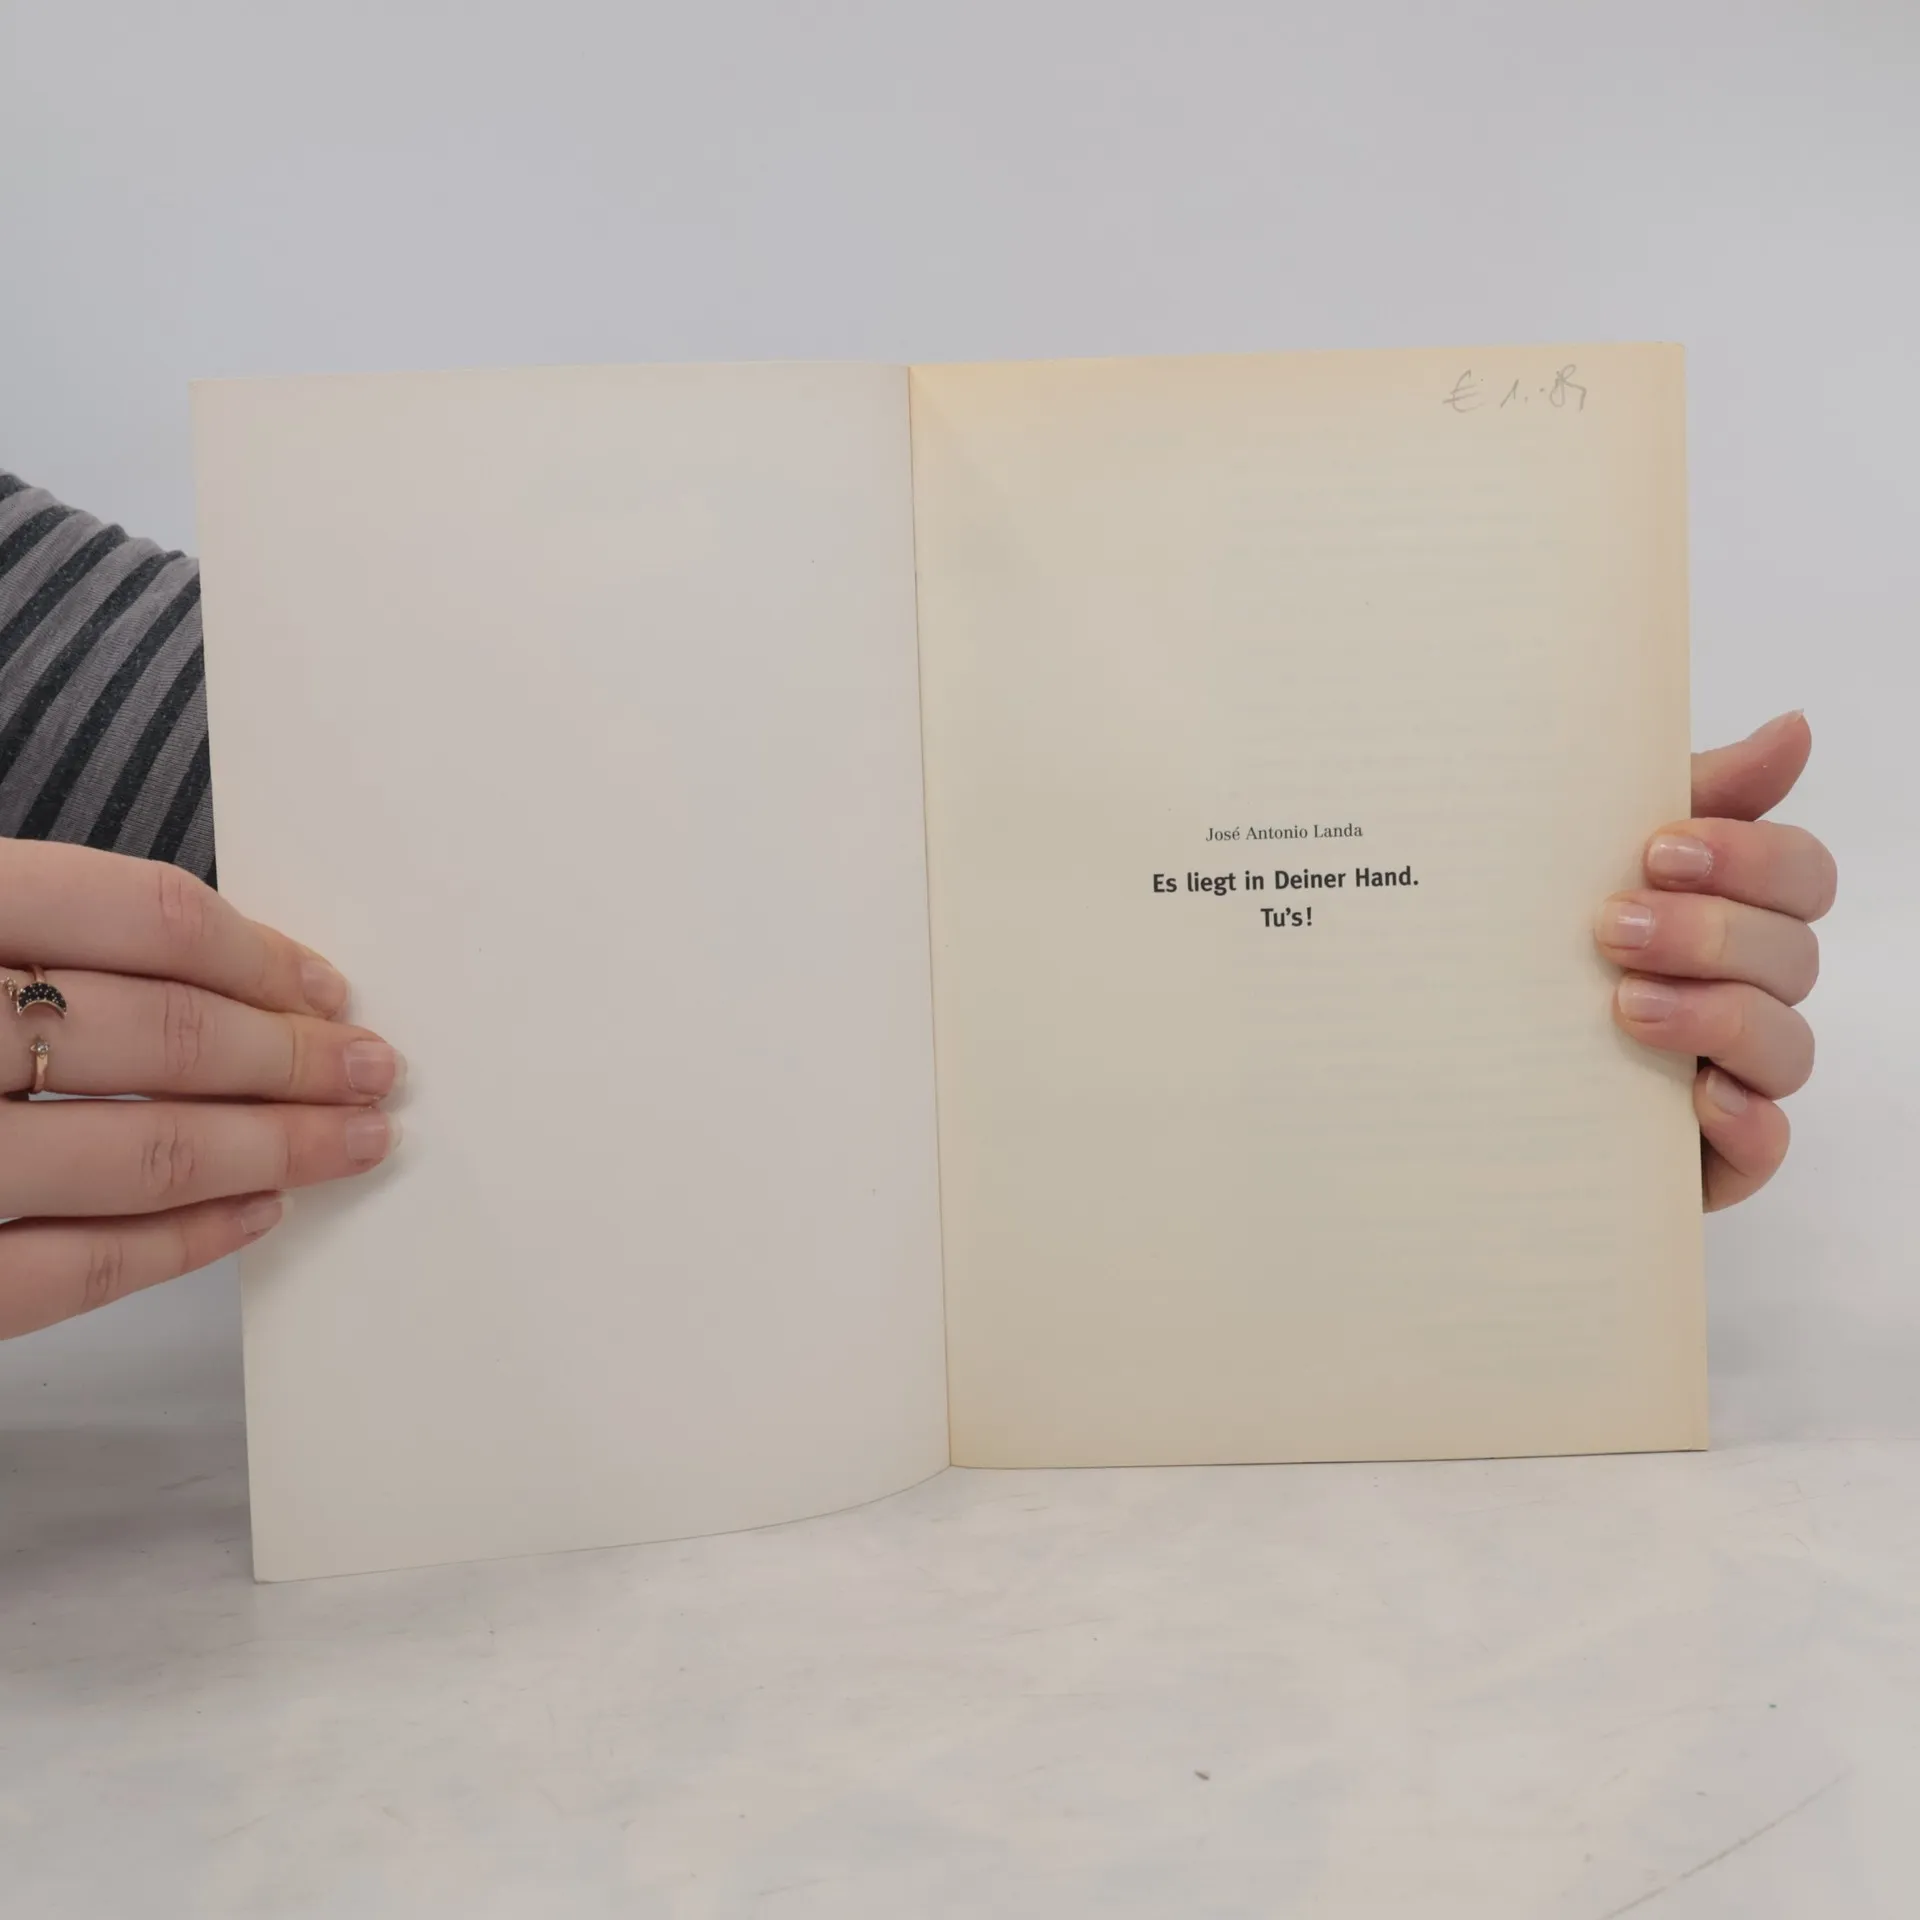 José Antonio Landa
Es liegt in Deiner Hand.
Tu's!